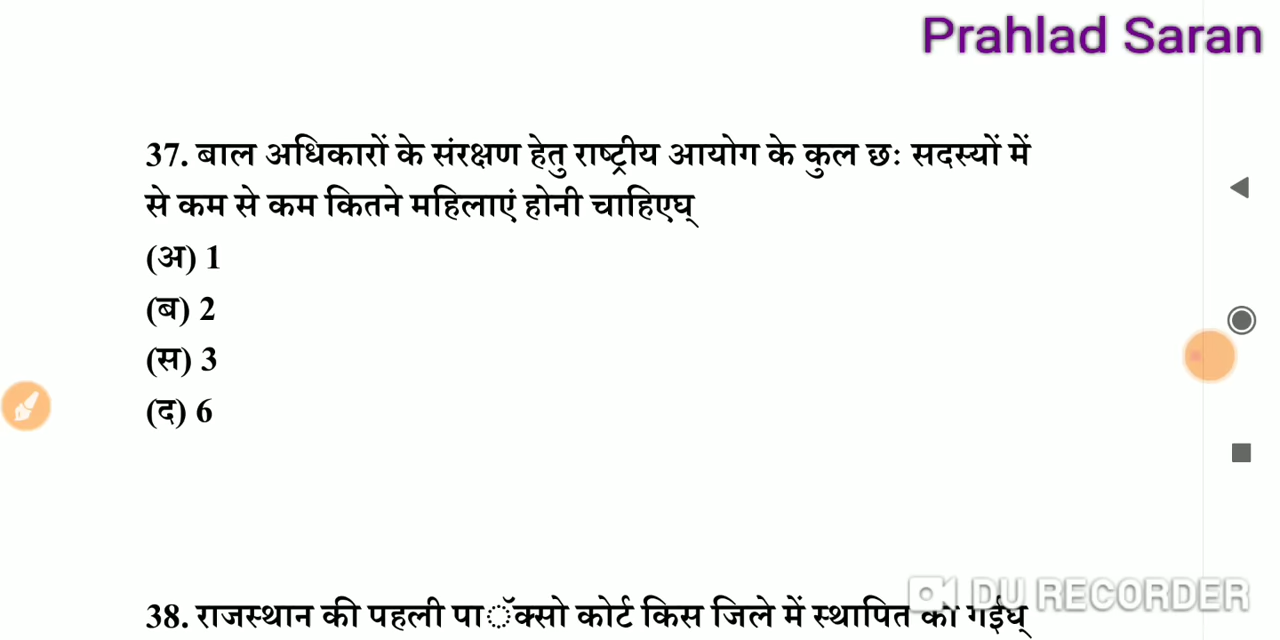 Prahlad Saran
37. बाल अधिकारों के संरक्षण हेतु राष्ट्रीय आयोग के कुल छः सदस्यों में
से कम से कम कितने महिलाएं होनी चाहिएघ्
(अ) 1
(ब) 2
(स) 3
(द) 6
DU RECORDER
38. राजस्थान की पहली पाॅक्सो कोर्ट किस जिले में स्थापित की गईघ्